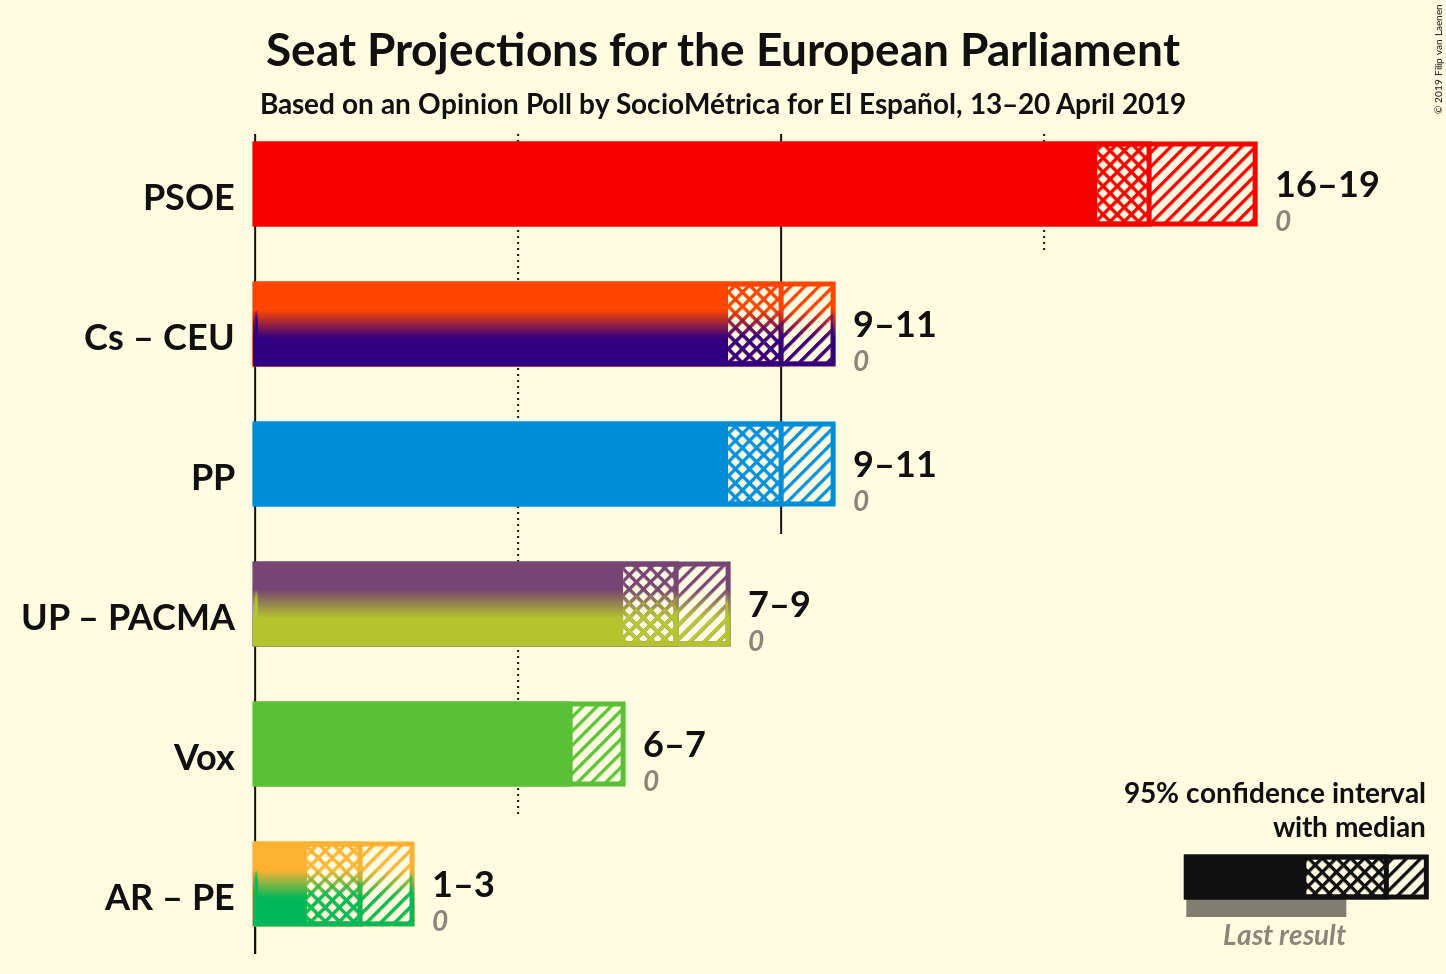 Seat Projections for the European Parliament
Based on an Opinion Poll by SocioMétrica for El Español, 13–20 April 2019
© 2019 Filip van Laenen
PSOE
16–19
0
Cs – CEU
9–11
0
PP
9–11
0
UP – PACMA
7–9
0
Vox
6–7
0
AR – PE
1–3
0
95% confidence interval
with median
Last result